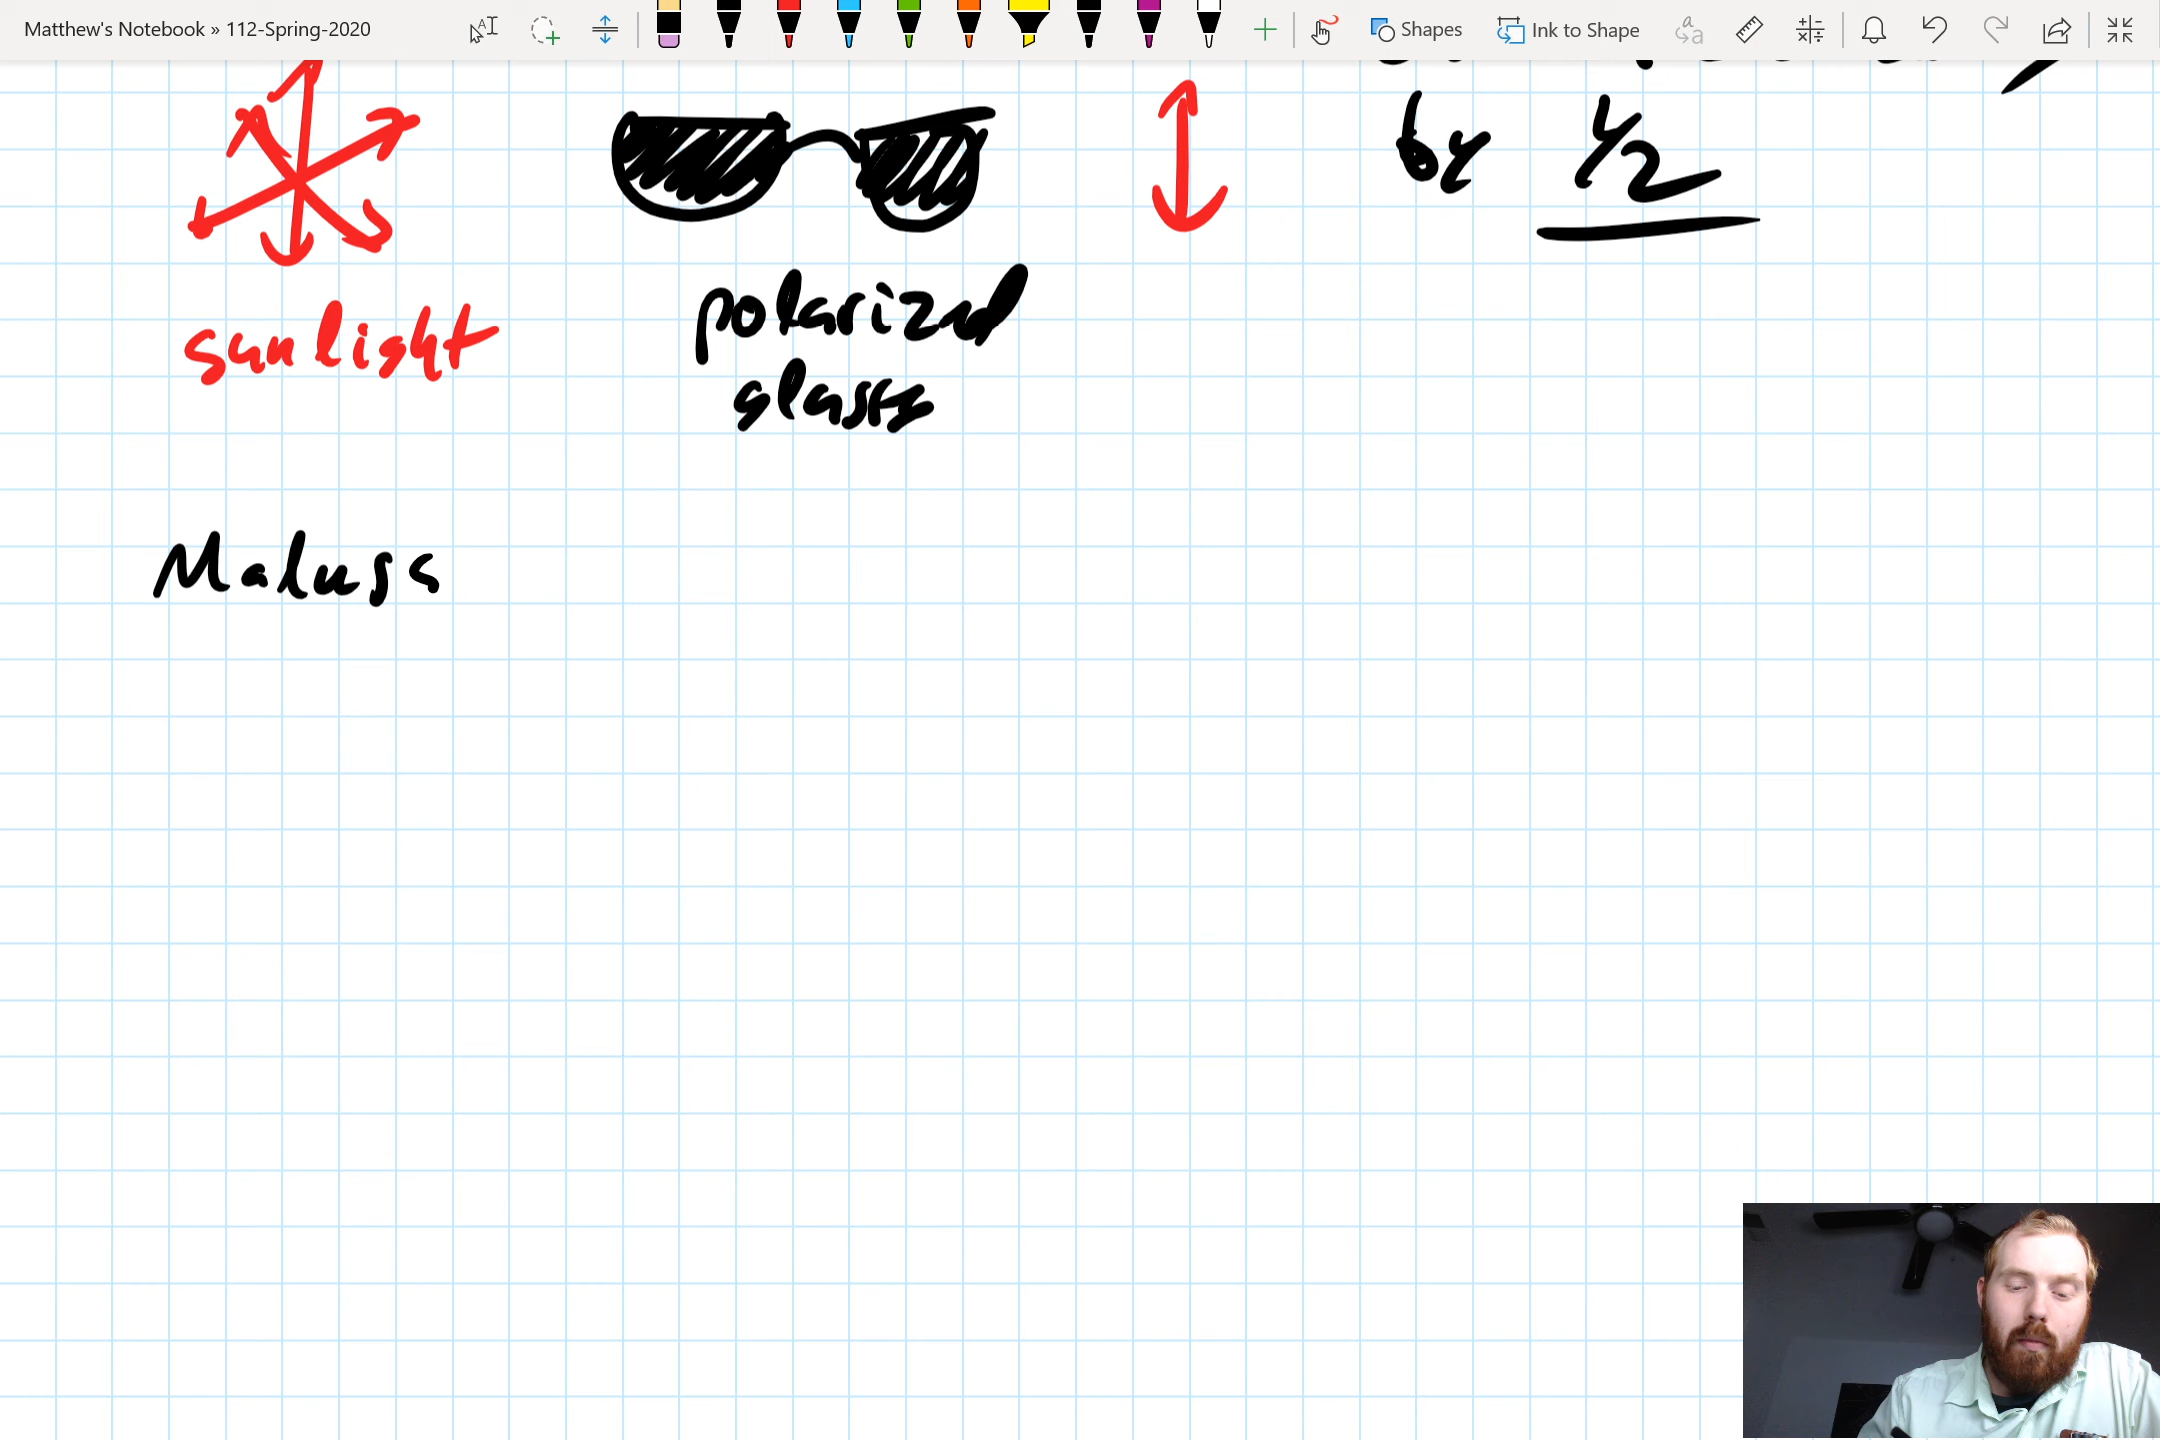 Matthew's Notebook » 112-Spring-2020
Shapes
Ink to Shape
by 1/2
sunlight
polarized
glasses
Maluss